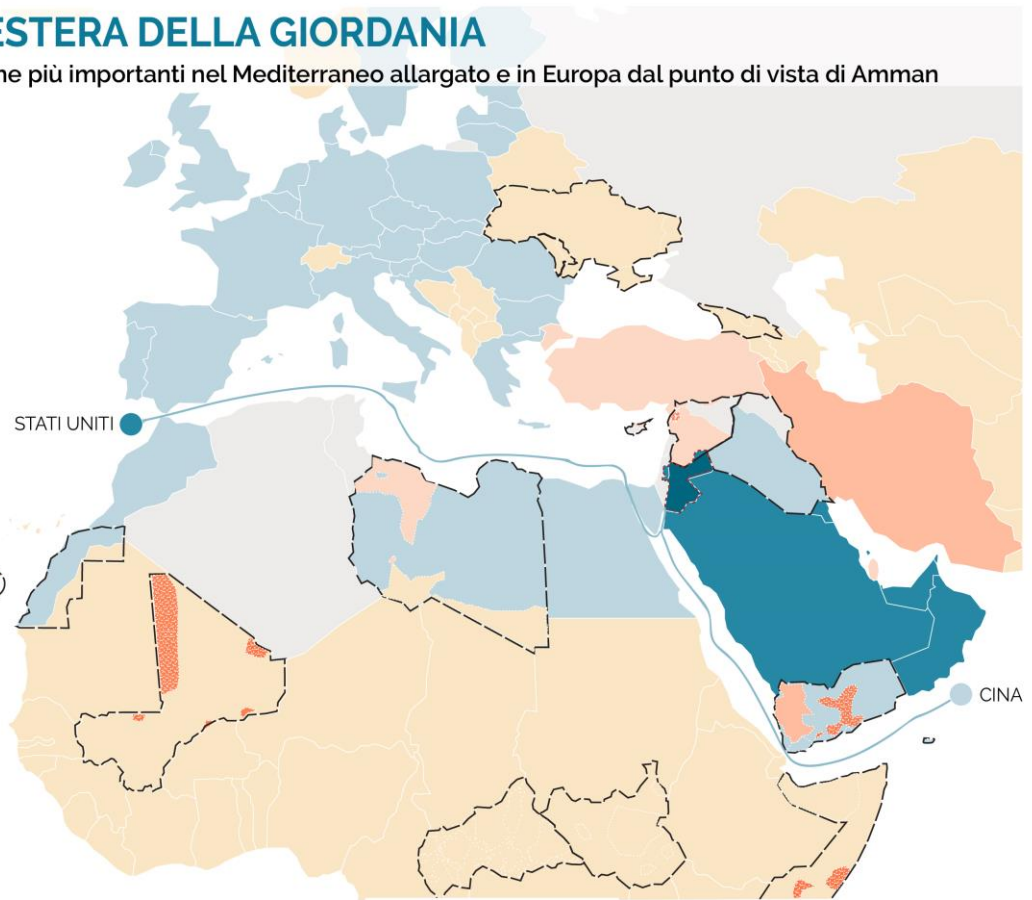 ESTERA DELLA GIORDANIA
ne più importanti nel Mediterraneo allargato e in Europa dal punto di vista di Amman
STATI UNITI
CINA